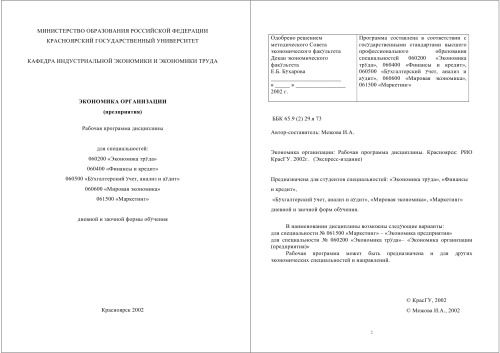 МИНИСТЕРСТВО ОБРАЗОВАНИЯ РОССИЙСКОЙ ФЕДЕРАЦИИ
КРАСНОЯРСКИЙ ГОСУДАРСТВЕННЫЙ УНИВЕРСИТЕТ
КАФЕДРА ИНДУСТРИАЛЬНОЙ ЭКОНОМИКИ И ЭКОНОМИКИ ТРУДА
ЭКОНОМИКА ОРГАНИЗАЦИИ
(предприятия)
Рабочая программа дисциплины
для специальностей:
060200 «Экономика труда»
060400 «Финансы и кредит»
060500 «Бухгалтерский учет, анализ и аудит»
060600 «Мировая экономика»
061500 «Маркетинг»
дневной и заочной формы обучения
Красноярск 2002
Одобрено решением
методического Совета
экономического факультета
Декан экономического
факультета
Е.Б. Бухарова
«_____» ____________
2002 г.
Программа составлена в соответствии с
государственными стандартами высшего
профессионального образования
специальностей 060200 «Экономика
труда», 060400 «Финансы и кредит»,
060500 «Бухгалтерский учет, анализ и
аудит», 060600 «Мировая экономика»,
061500 «Маркетинг»
ББК 65.9 (2) 29.я 73
Автор-составитель: Межова И.А.
Экономика организации: Рабочая программа дисциплины. Красноярск: РИО
КрасГУ. 2002г. (Экспресс-издание)
Предназначена для студентов специальностей: «Экономика труда», «Финансы
и кредит»,
«Бухгалтерский учет, анализ и аудит», «Мировая экономика», «Маркетинг»
дневной и заочной форм обучения.
В наименовании дисциплины возможны следующие варианты:
для специальности № 061500 «Маркетинг» – «Экономика предприятия»
для специальности № 060200 «Экономика труда»– «Экономика организации
(предприятия)»
Рабочая программа может быть предназначена и для других
экономических специальностей и направлений.
© КрасГУ, 2002
© Межова И.А., 2002
2